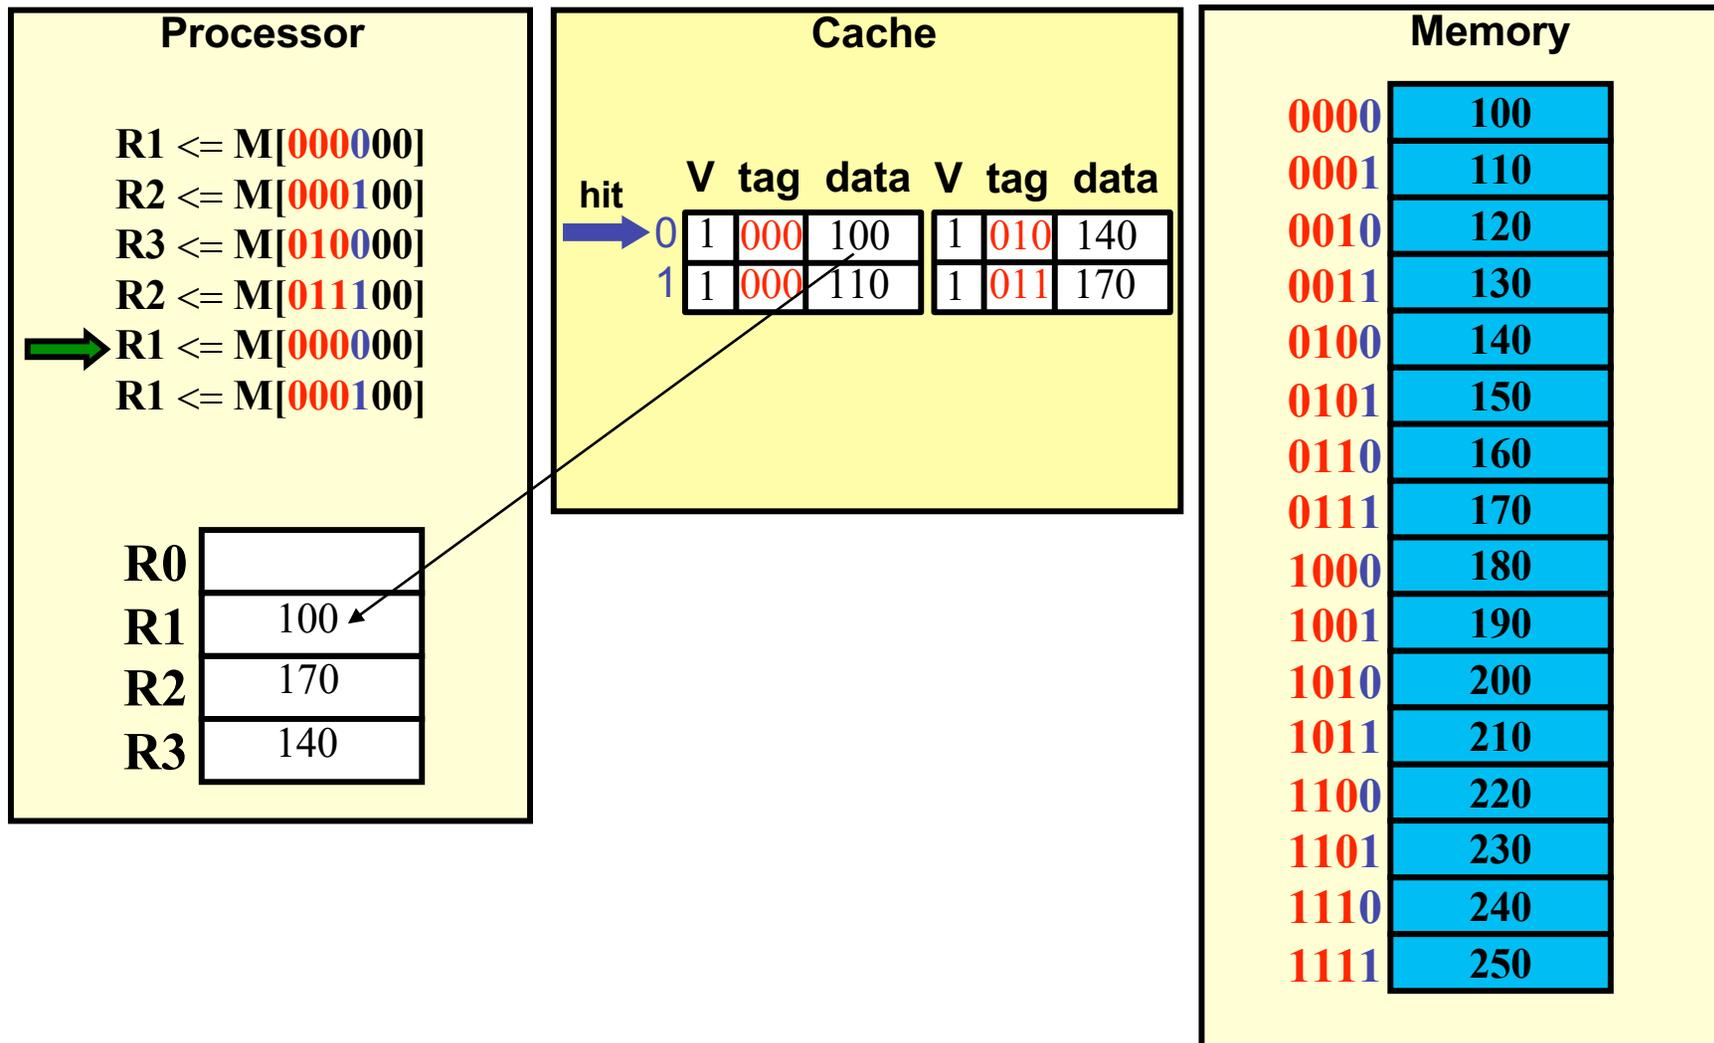 Processor
R1 <= M[000000]
R2 <= M[000100]
R3 <= M[010000]
R2 <= M[011100]
R1 <= M[000000]
R1 <= M[000100]
R0
R1 100
R2 170
R3 140
Cache
hit
V tag data V tag data
0 1 000 100 1 010 140
1 1 000 110 1 011 170
Memory
0000 100
0001 110
0010 120
0011 130
0100 140
0101 150
0110 160
0111 170
1000 180
1001 190
1010 200
1011 210
1100 220
1101 230
1110 240
1111 250